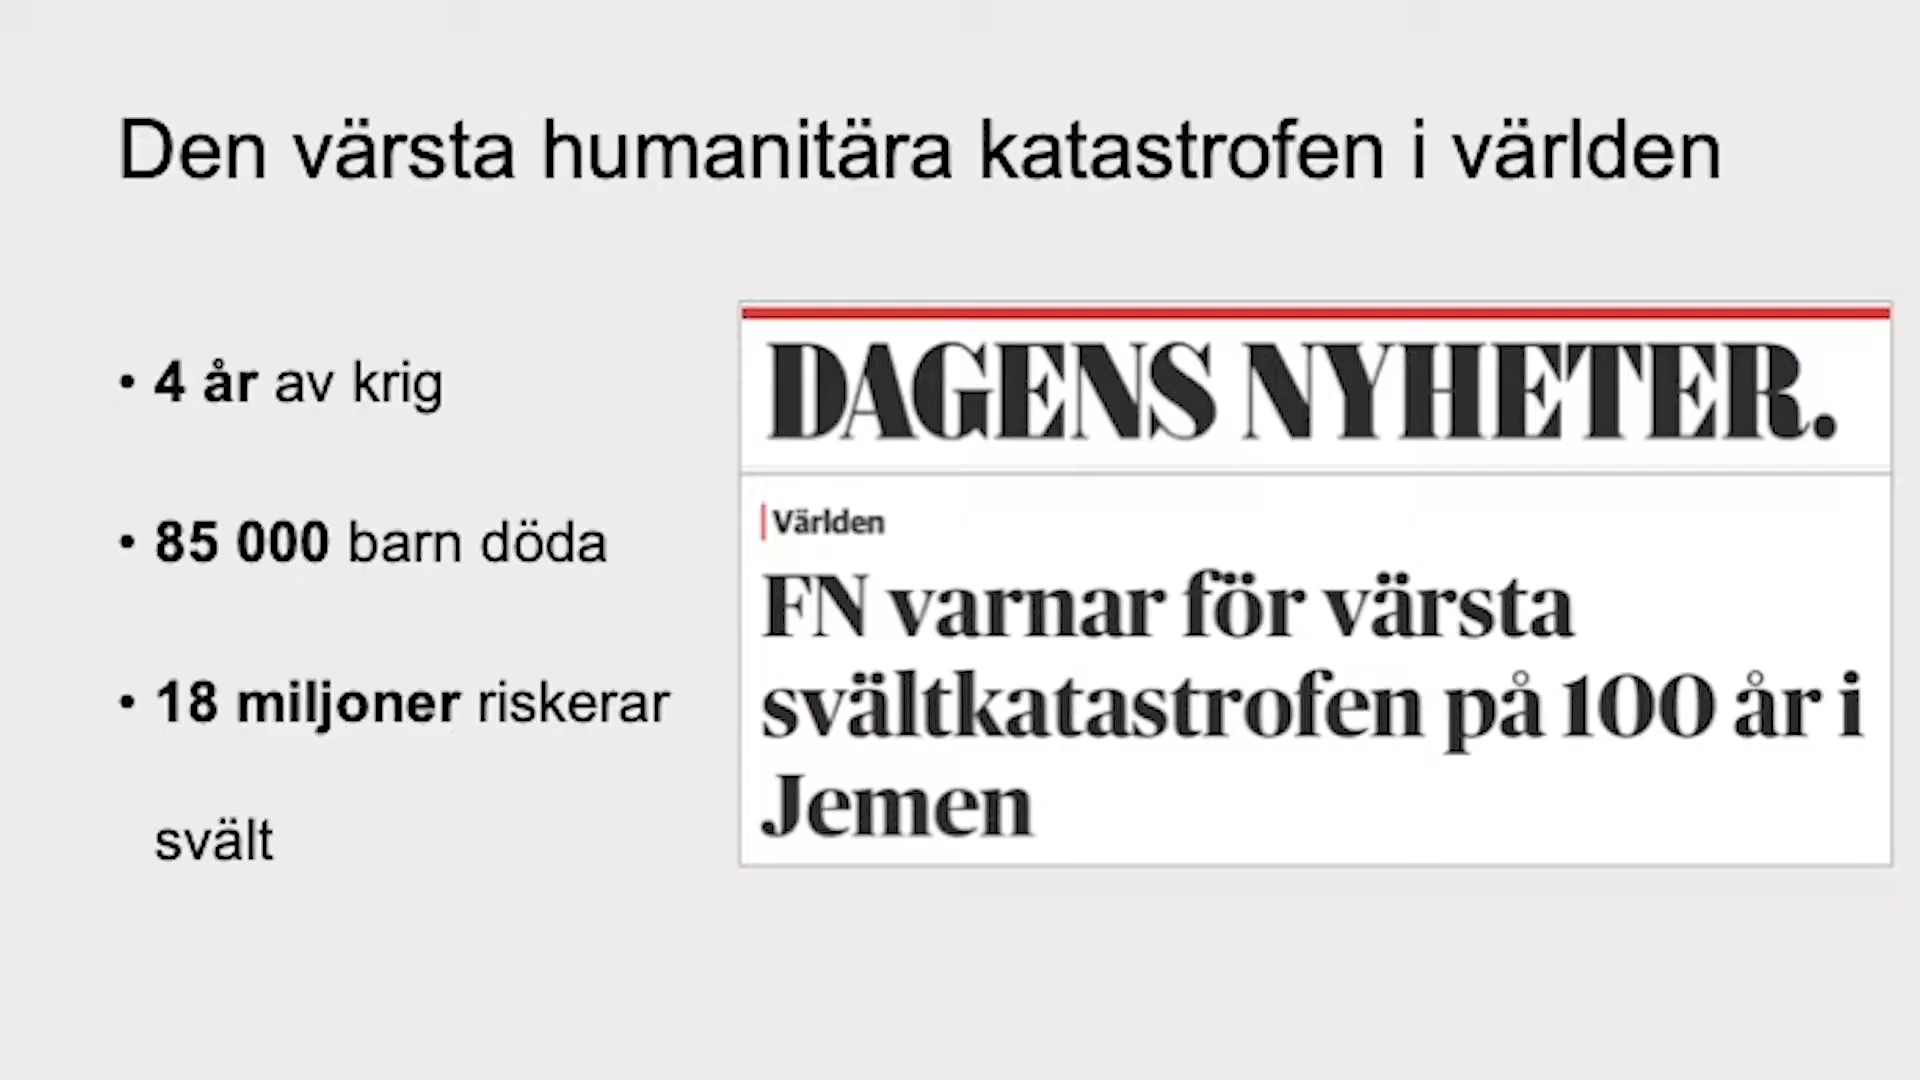 Den värsta humanitära katastrofen i världen
• 4 år av krig
• 85 000 barn döda
• 18 miljoner riskerar
svält
DAGENS NYHETER.
Världen
FN varnar för värsta
svältkatastrofen på 100 år i
Jemen